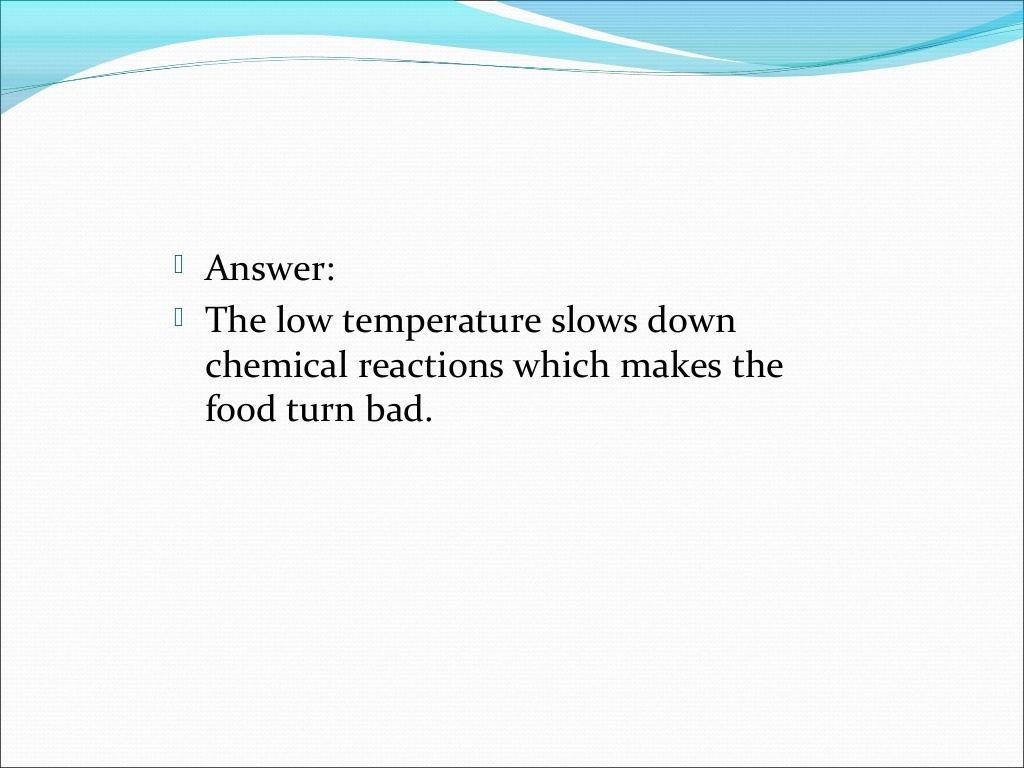 Answer:
The low temperature slows down
chemical reactions which makes the
food turn bad.